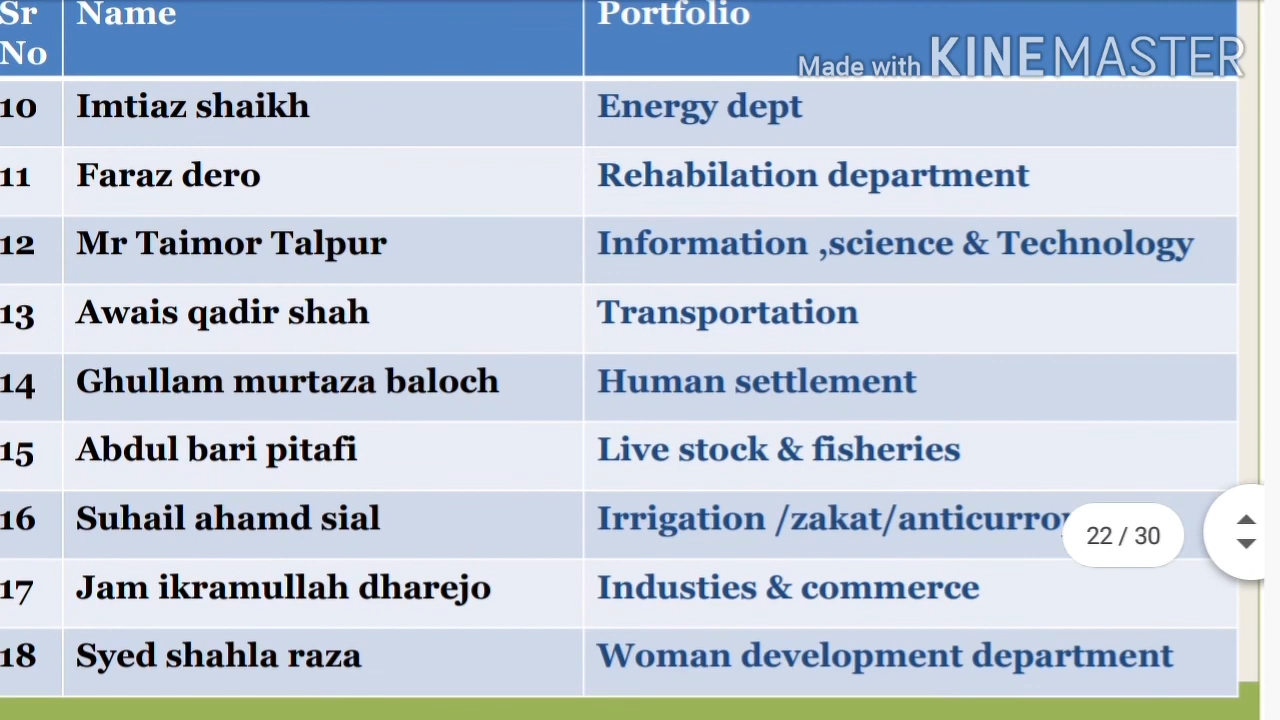 Sr Name Portfolio
No
Made with KINEMASTER
10 Imtiaz shaikh Energy dept
11 Faraz dero Rehabilation department
12 Mr Taimor Talpur Information ,science & Technology
13 Awais qadir shah Transportation
14 Ghullam murtaza baloch Human settlement
15 Abdul bari pitafi Live stock & fisheries
16 Suhail ahamd sial Irrigation /zakat/
22 / 30
17 Jam ikramullah dharejo Industies & commerce
18 Syed shahla raza Woman development department